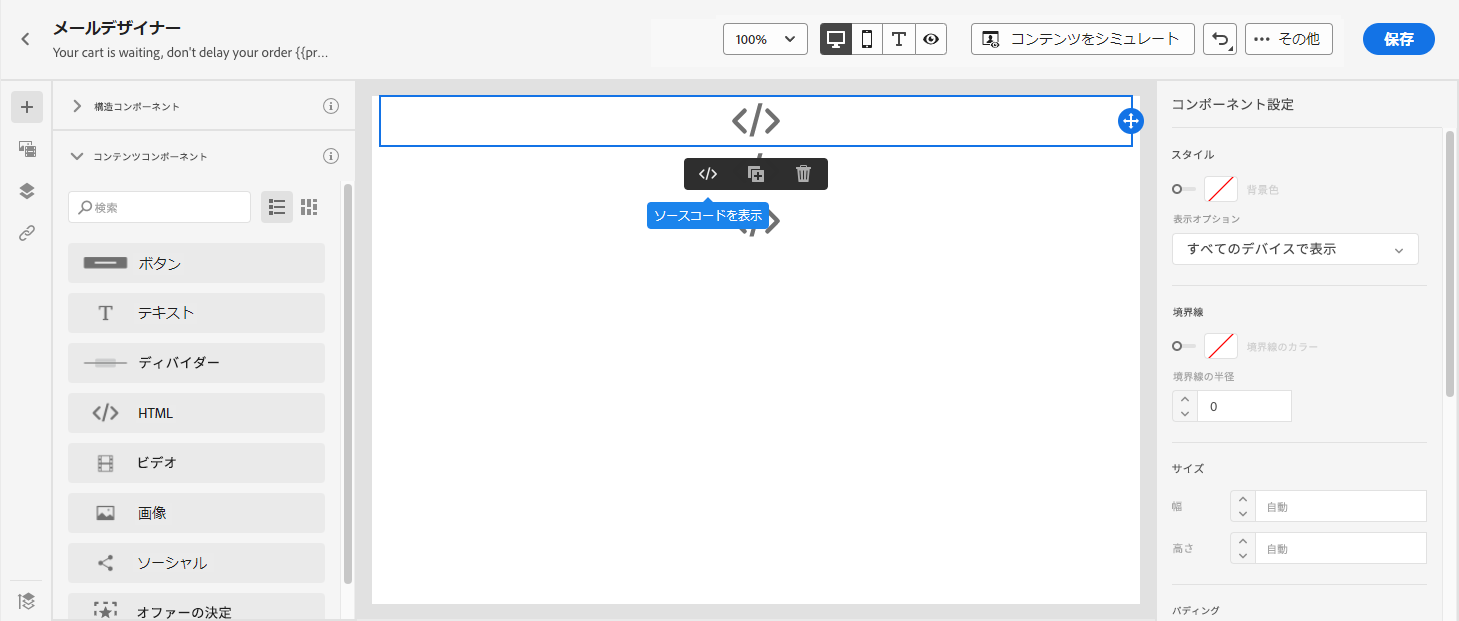 メールデザイナー
Your cart is waiting, don't delay your order {{pr...
100%
コンテンツをシミュレート
その他
保存
構造コンポーネント
コンテンツコンポーネント
検索
ボタン
テキスト
ディバイダー
HTML
ビデオ
画像
ソーシャル
オファーの決定
ソースコードを表示
コンポーネント設定
スタイル
背景色
表示オプション
すべてのデバイスで表示
境界線
境界線のカラー
境界線の半径
0
サイズ
幅
自動
高さ
自動
パディング